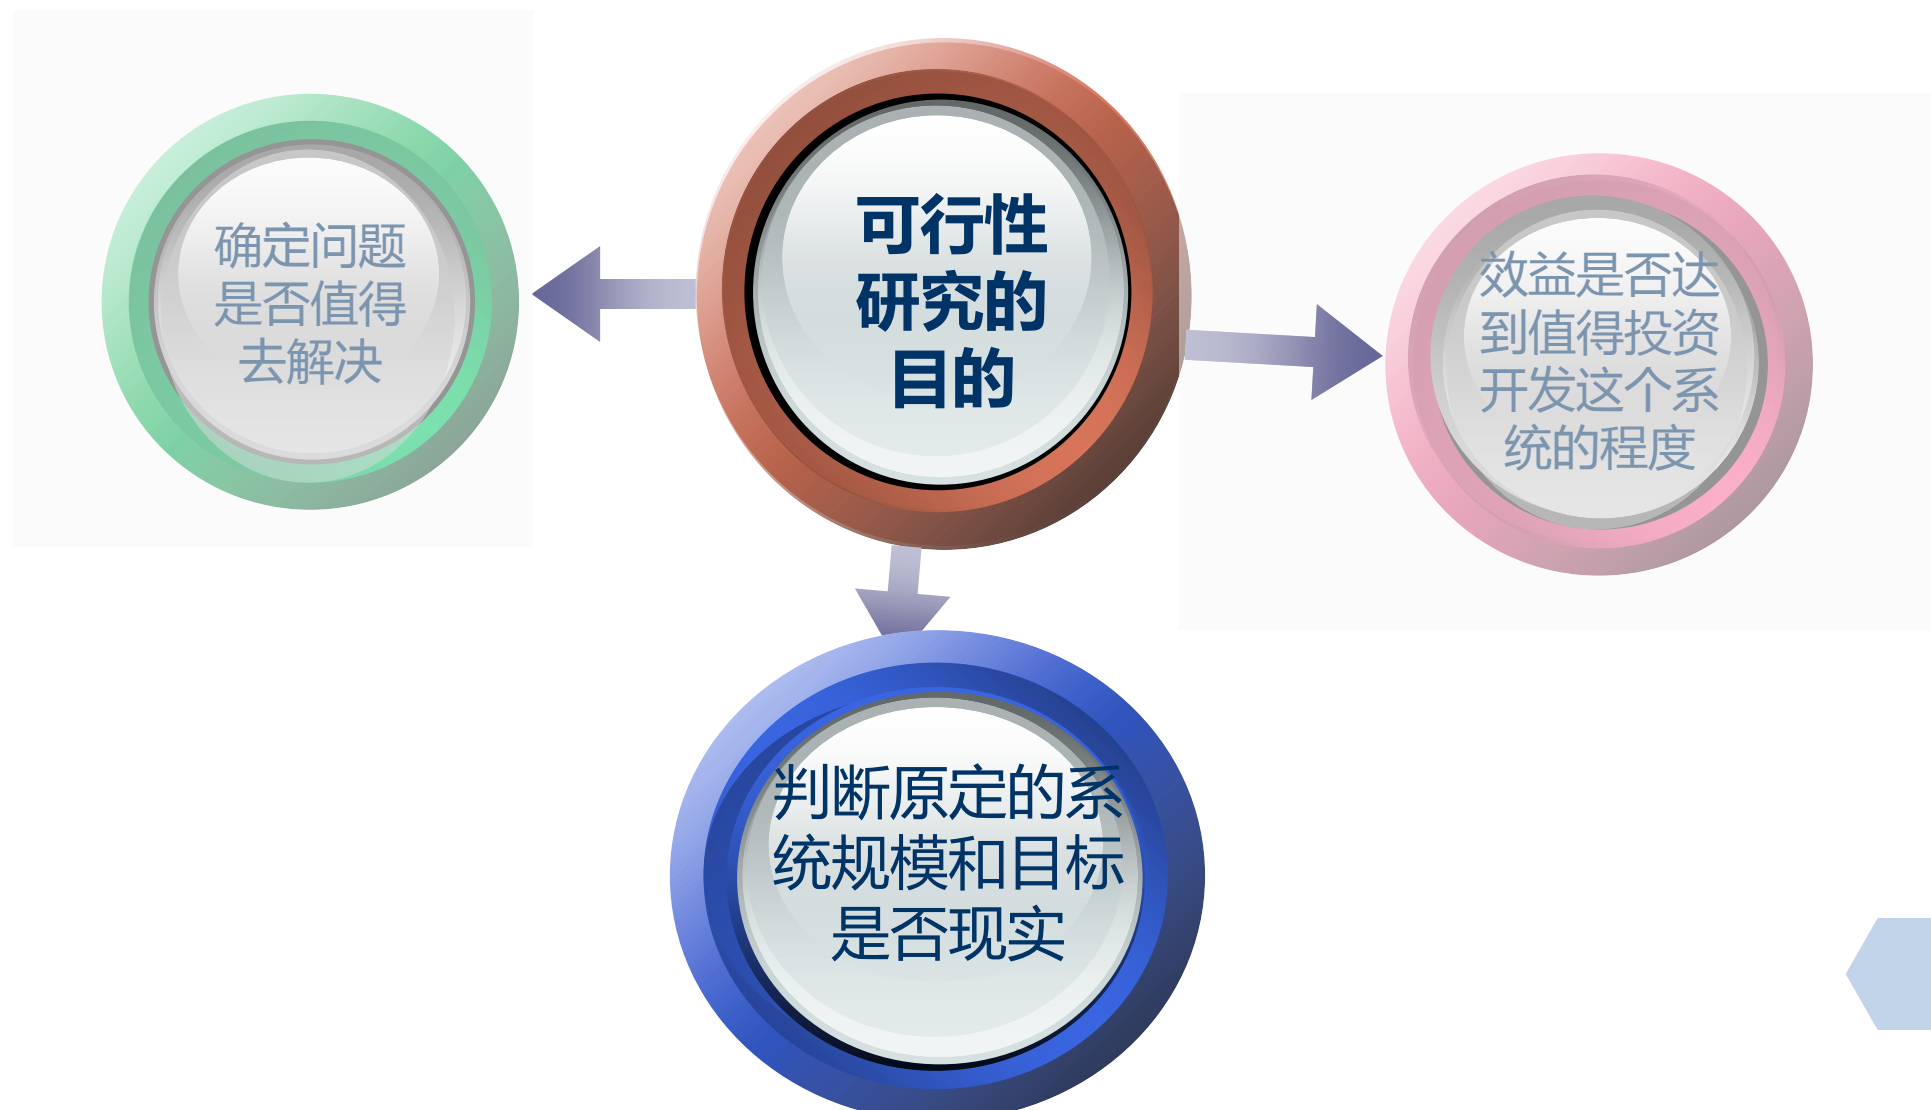 可行性
研究的
目的
确定问题
是否值得
去解决
效益是否达
到值得投资
开发这个系
统的程度
判断原定的系
统规模和目标
是否现实